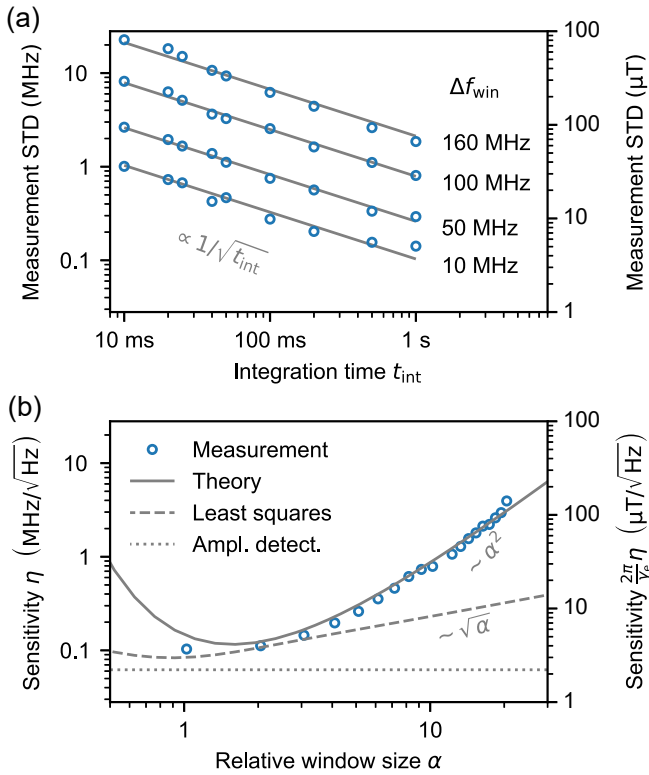 (a)
Measurement STD (MHz)
10
1
0.1
Δf_win
160 MHz
100 MHz
50 MHz
10 MHz
∝ 1/√t_int
100
10
1
Measurement STD (μT)
10 ms
100 ms
1 s
Integration time t_int
(b)
Sensitivity η (MHz/√Hz)
10
1
0.1
Measurement
Theory
Least squares
Ampl. detect.
~ α²
~ √α
100
10
1
Sensitivity 2π/γ_e η (μT/√Hz)
1
10
Relative window size α